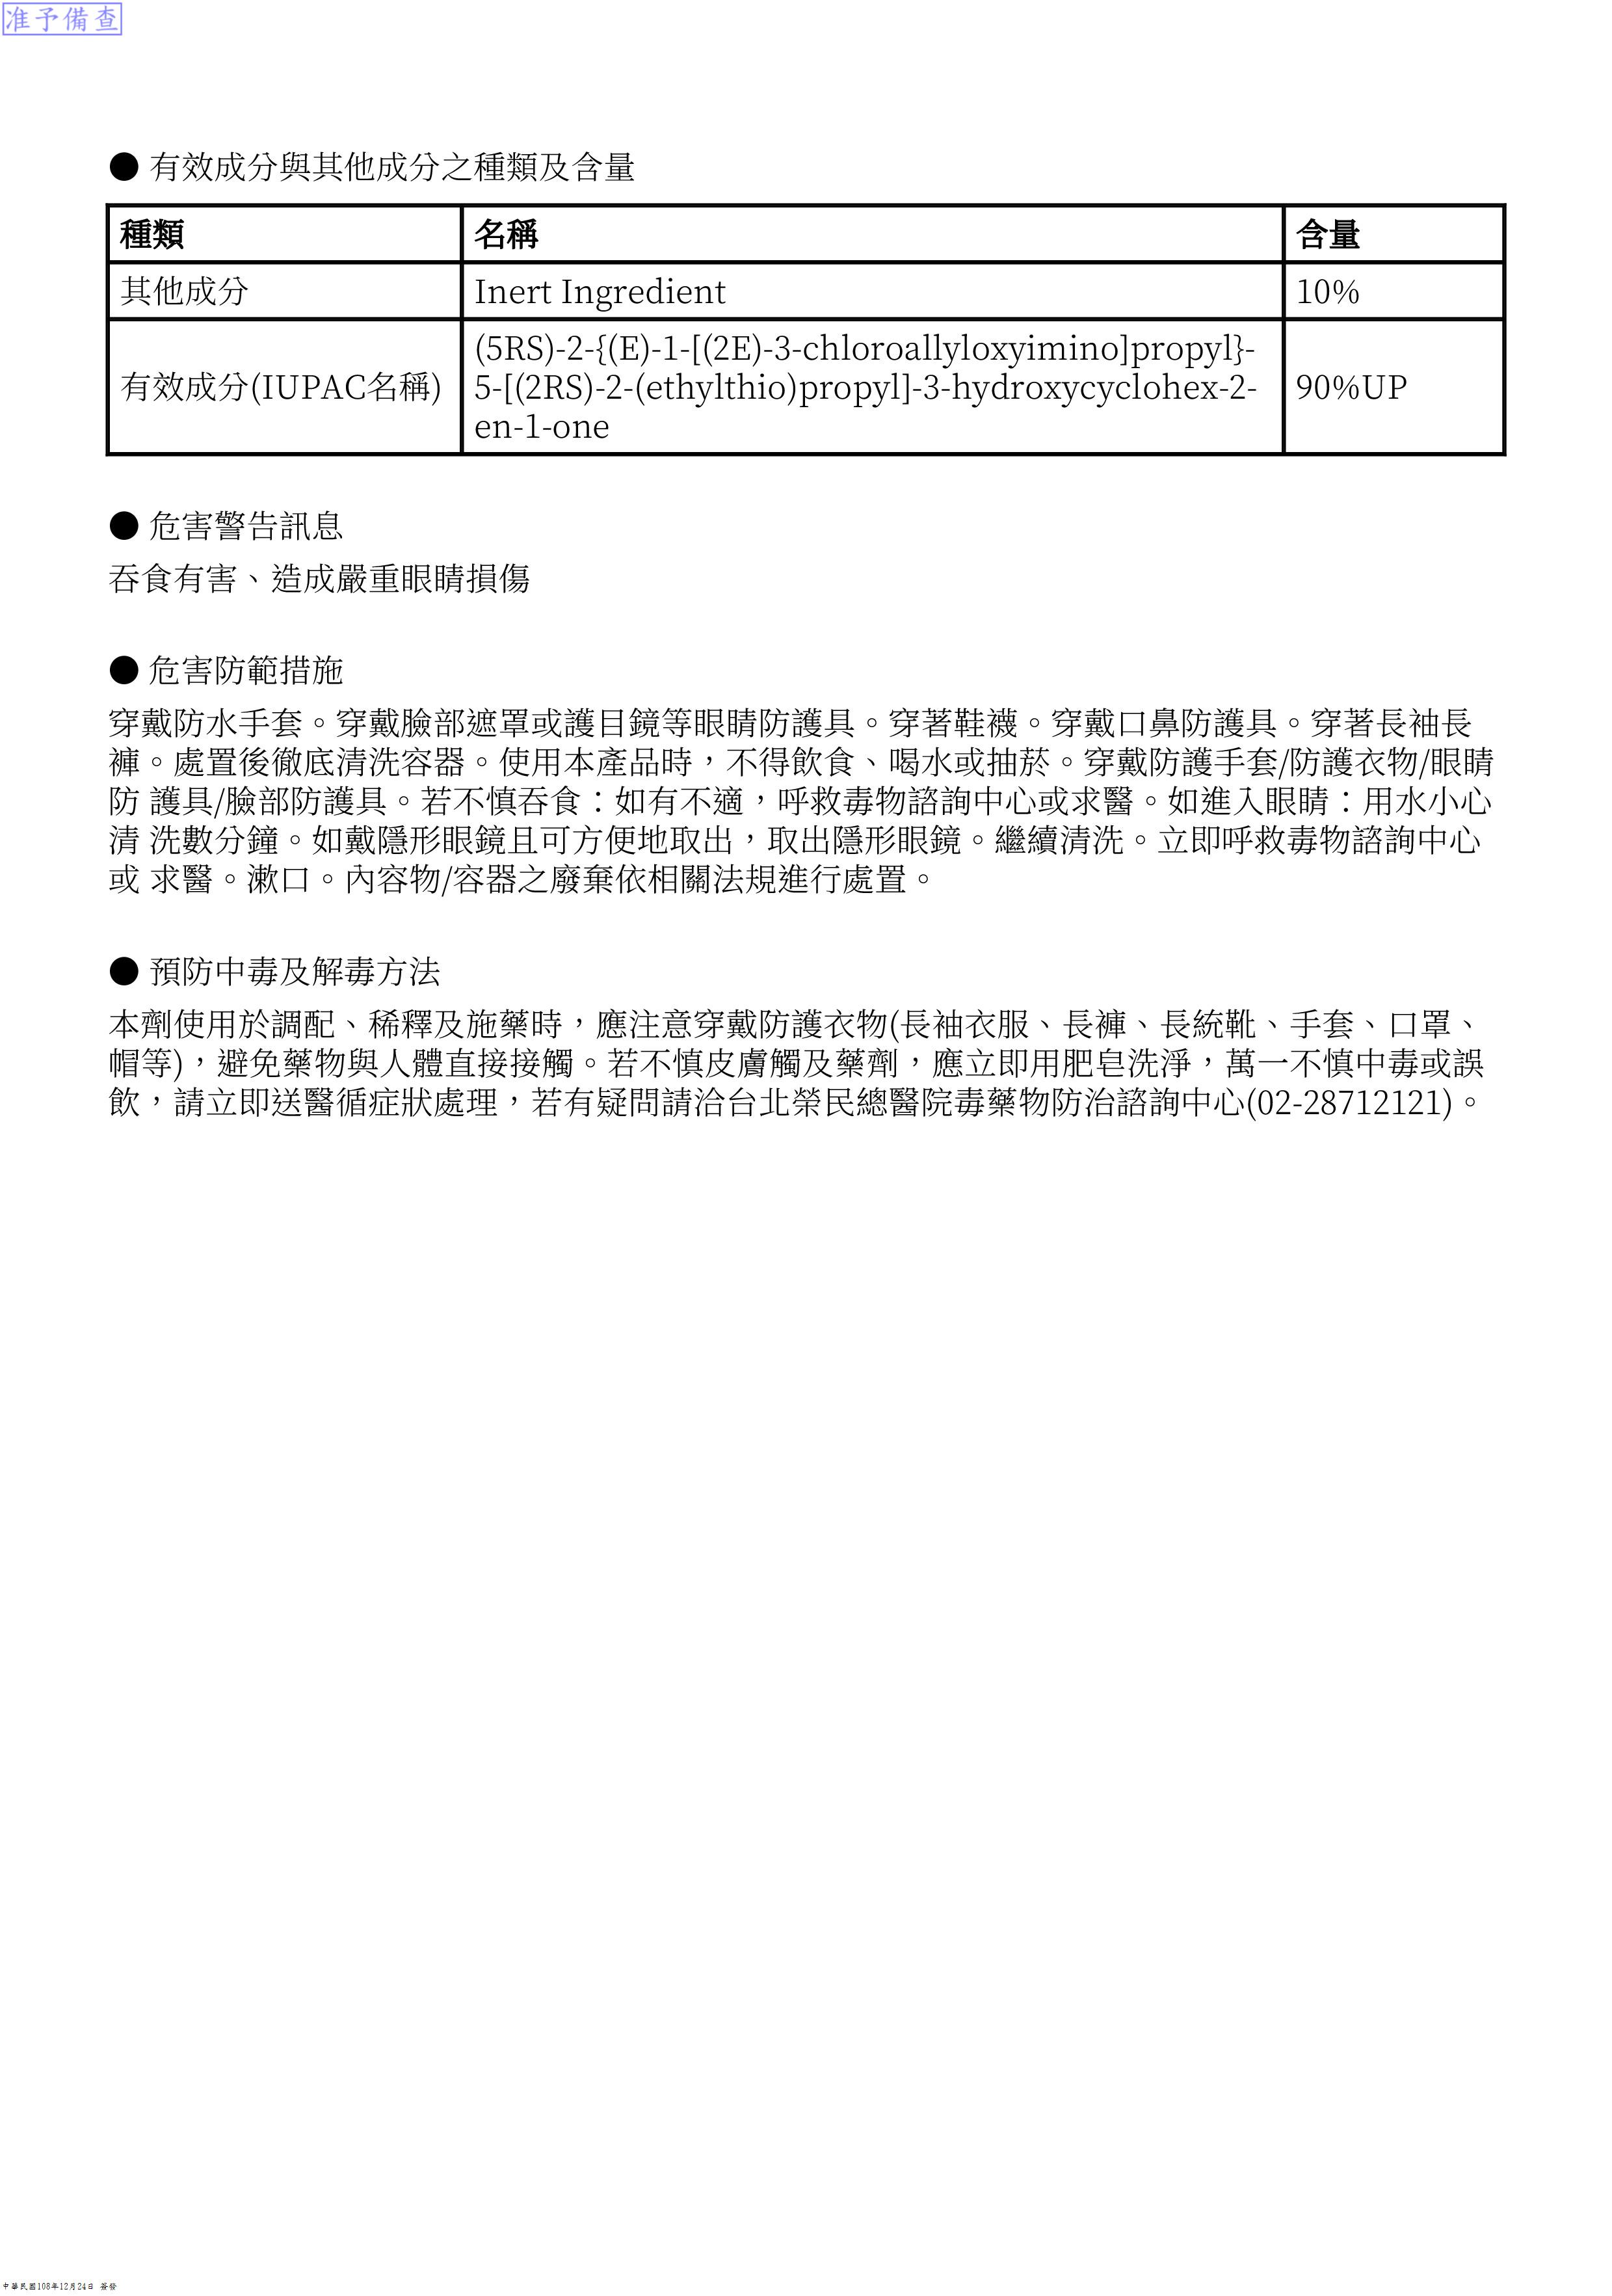 准予備查
● 有效成分與其他成分之種類及含量
種類 名稱 含量
其他成分 Inert Ingredient 10%
有效成分(IUPAC名稱) (5RS)-2-{(E)-1-[(2E)-3-chloroallyloxyimino]propyl}-
5-[(2RS)-2-(ethylthio)propyl]-3-hydroxycyclohex-2-
en-1-one 90%UP
● 危害警告訊息
吞食有害、造成嚴重眼睛損傷
● 危害防範措施
穿戴防水手套。穿戴臉部遮罩或護目鏡等眼睛防護具。穿著鞋襪。穿戴口鼻防護具。穿著長袖長
褲。處置後徹底清洗容器。使用本產品時，不得飲食、喝水或抽菸。穿戴防護手套/防護衣物/眼睛
防 護具/臉部防護具。若不慎吞食：如有不適，呼救毒物諮詢中心或求醫。如進入眼睛：用水小心
清 洗數分鐘。如戴隱形眼鏡且可方便地取出，取出隱形眼鏡。繼續清洗。立即呼救毒物諮詢中心
或 求醫。漱口。內容物/容器之廢棄依相關法規進行處置。
● 預防中毒及解毒方法
本劑使用於調配、稀釋及施藥時，應注意穿戴防護衣物(長袖衣服、長褲、長統靴、手套、口罩、
帽等)，避免藥物與人體直接接觸。若不慎皮膚觸及藥劑，應立即用肥皂洗淨，萬一不慎中毒或誤
飲，請立即送醫循症狀處理，若有疑問請洽台北榮民總醫院毒藥物防治諮詢中心(02-28712121)。
中華民國108年12月24日 簽發